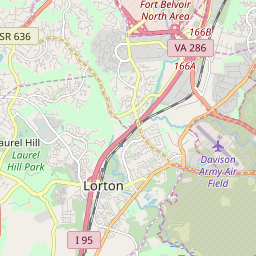 Fort Belvoir
North Area
166B
SR 636
VA 286
166A
aurel Hill
Laurel
Hill Park
Davison
Army Air
Field
Lorton
I 95